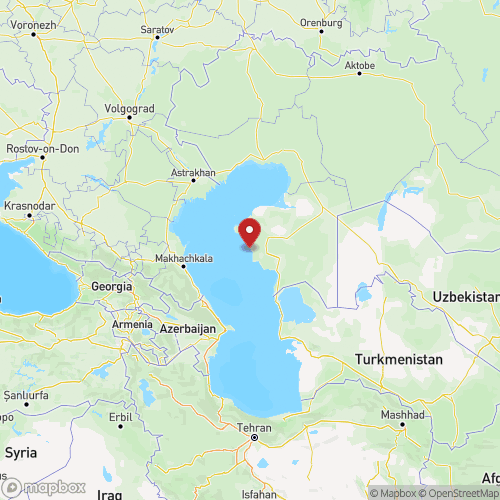 Voronezh
Saratov
Orenburg
Aktobe
Volgograd
Rostov-on-Don
Astrakhan
Krasnodar
Makhachkala
Georgia
Armenia
Azerbaijan
Uzbekistan
Turkmenistan
Şanlıurfa
Erbil
Tehran
Mashhad
Syria
Iraq
Isfahan
mapbox
© Mapbox © OpenStreetMap